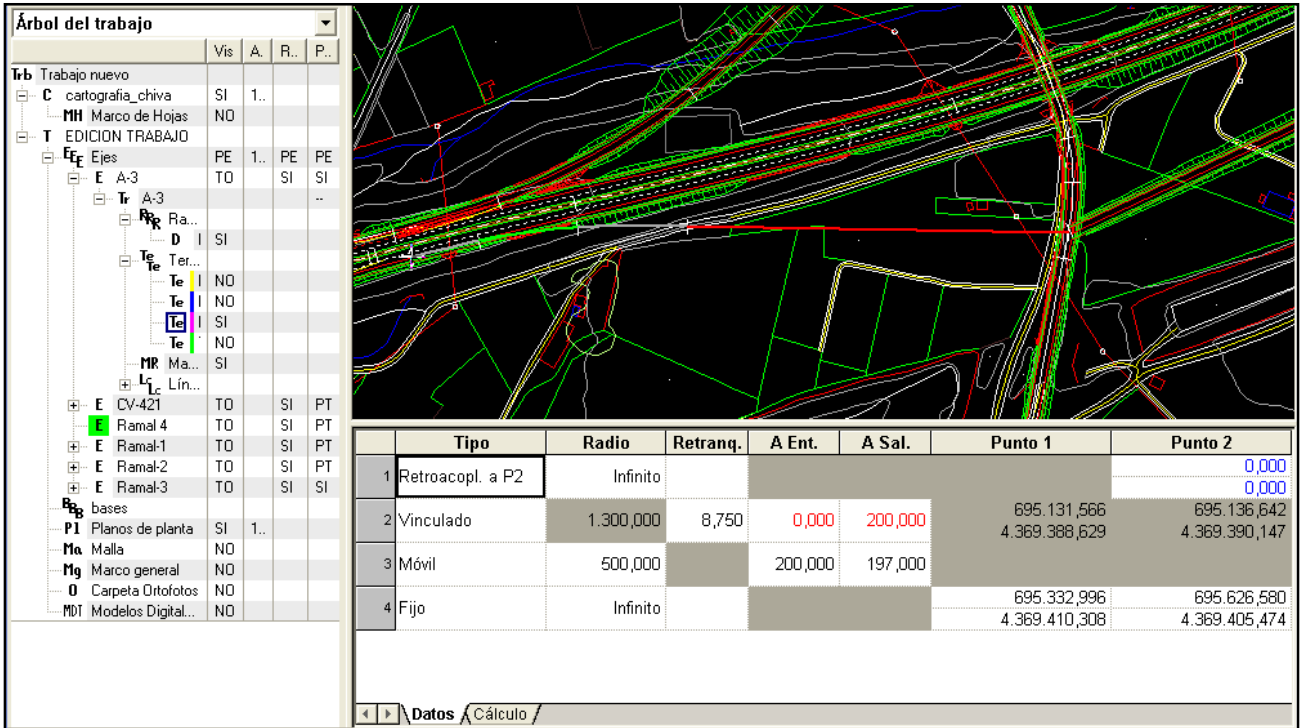 Árbol del trabajo
Vis A. R.. P..
Trb Trabajo nuevo
C cartografia_chiva SI 1..
MH Marco de Hojas NO
T EDICION TRABAJO
EEE Ejes PE 1.. PE PE
E A-3 TO SI SI
Tr A-3 --
RRR Ra...
D I SI
Te Te Ter...
Te I NO
Te I NO
Te I SI
Te NO
MR Ma... SI
Lc Lc Lín...
E CV-421 TO SI PT
E Ramal 4 TO SI PT
E Ramal-1 TO SI PT
E Ramal-2 TO SI PT
E Ramal-3 TO SI SI
BBB bases
Pl Planos de planta SI 1..
Ma Malla NO
Mg Marco general NO
O Carpeta Ortofotos NO
MDT Modelos Digital... NO
Tipo Radio Retranq. A Ent. A Sal. Punto 1 Punto 2
1 Retroacopl. a P2 Infinito 0,000
0,000
2 Vinculado 1.300,000 8,750 0,000 200,000 695.131,566 695.136,642
4.369.388,629 4.369.390,147
3 Móvil 500,000 200,000 197,000
4 Fijo Infinito 695.332,996 695.626,580
4.369.410,308 4.369.405,474
Datos Cálculo